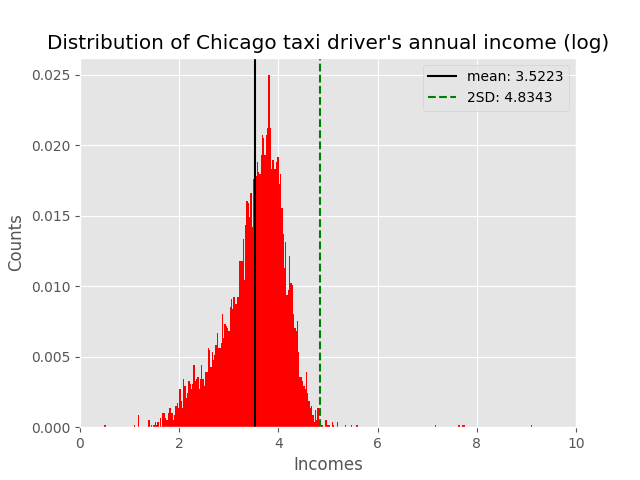 Distribution of Chicago taxi driver's annual income (log)
mean: 3.5223
2SD: 4.8343
Counts
0.025
0.020
0.015
0.010
0.005
0.000
0 2 4 6 8 10
Incomes